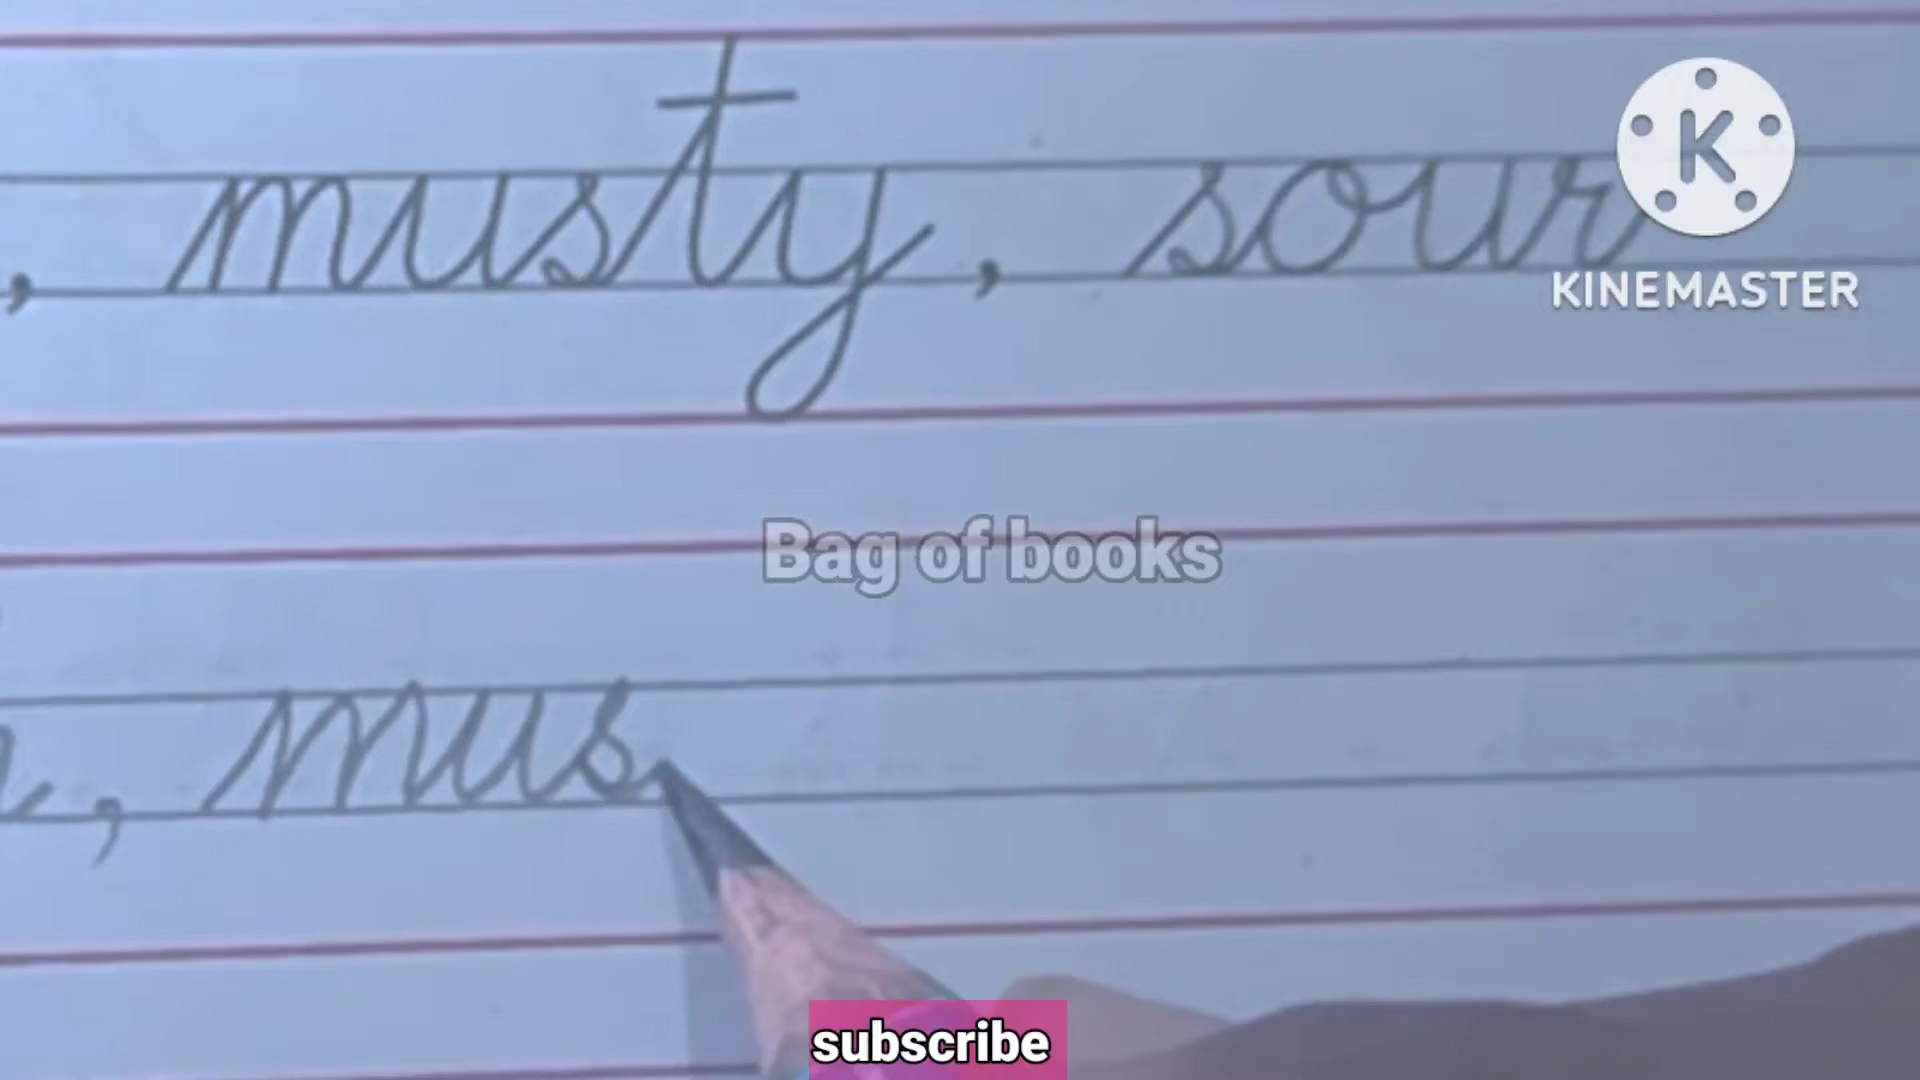 , musty, sour
KINEMASTER
Bag of books
, mus
subscribe